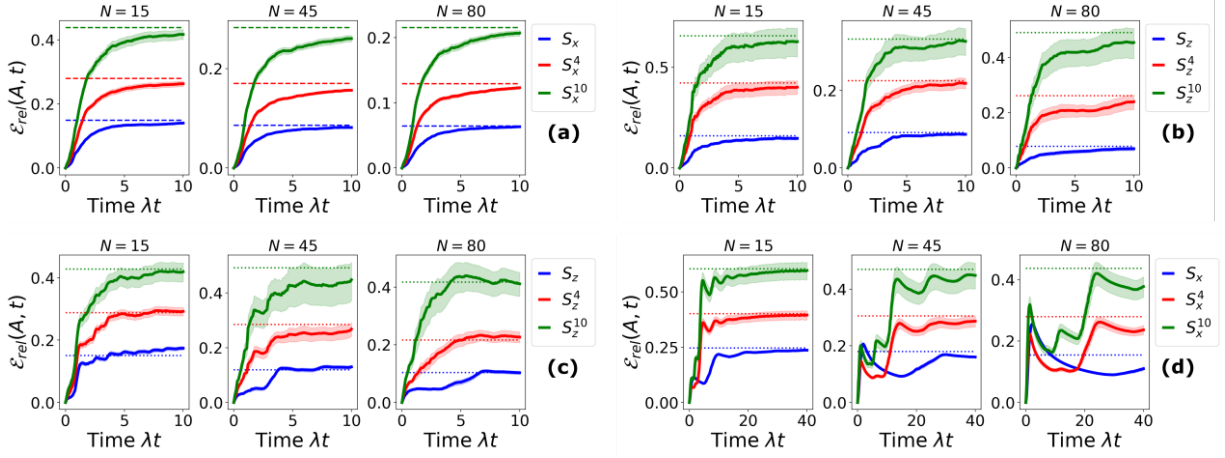 N = 15 N = 45 N = 80
ℰ_rel(A, t)
0.4
0.2
0.0
0.2
0.0
0.2
0.1
0.0
0 5 10 0 5 10 0 5 10
Time λt Time λt Time λt
S_x
S_x^4
S_x^10
(a)
N = 15 N = 45 N = 80
ℰ_rel(A, t)
0.5
0.0
0.2
0.0
0.4
0.2
0.0
0 5 10 0 5 10 0 5 10
Time λt Time λt Time λt
S_z
S_z^4
S_z^10
(b)
N = 15 N = 45 N = 80
ℰ_rel(A, t)
0.4
0.2
0.0
0.4
0.2
0.0
0.4
0.2
0.0
0 5 10 0 5 10 0 5 10
Time λt Time λt Time λt
S_z
S_z^4
S_z^10
(c)
N = 15 N = 45 N = 80
ℰ_rel(A, t)
0.50
0.25
0.00
0.4
0.2
0.0
0.4
0.2
0.0
0 20 40 0 20 40 0 20 40
Time λt Time λt Time λt
S_x
S_x^4
S_x^10
(d)